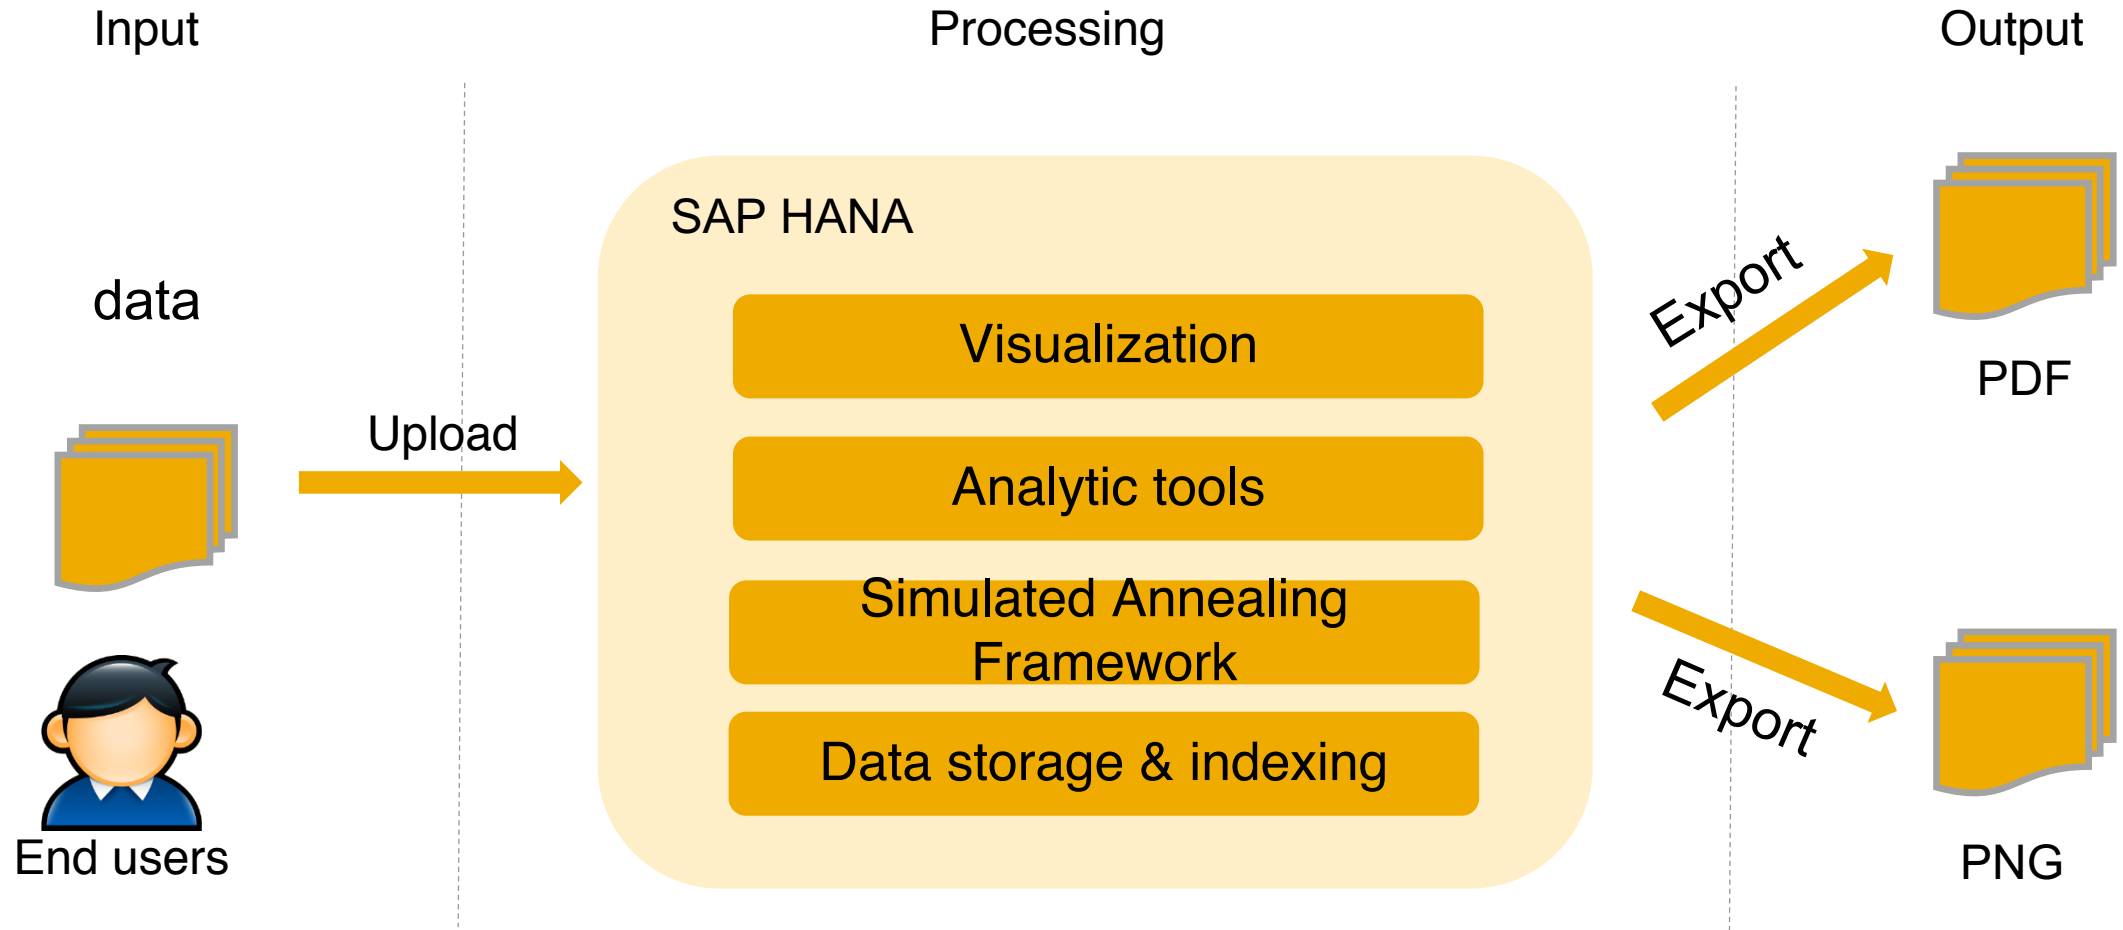 Input
Processing
Output
SAP HANA
data
Visualization
Export
PDF
Upload
Analytic tools
Simulated Annealing
Framework
Export
Data storage & indexing
End users
PNG